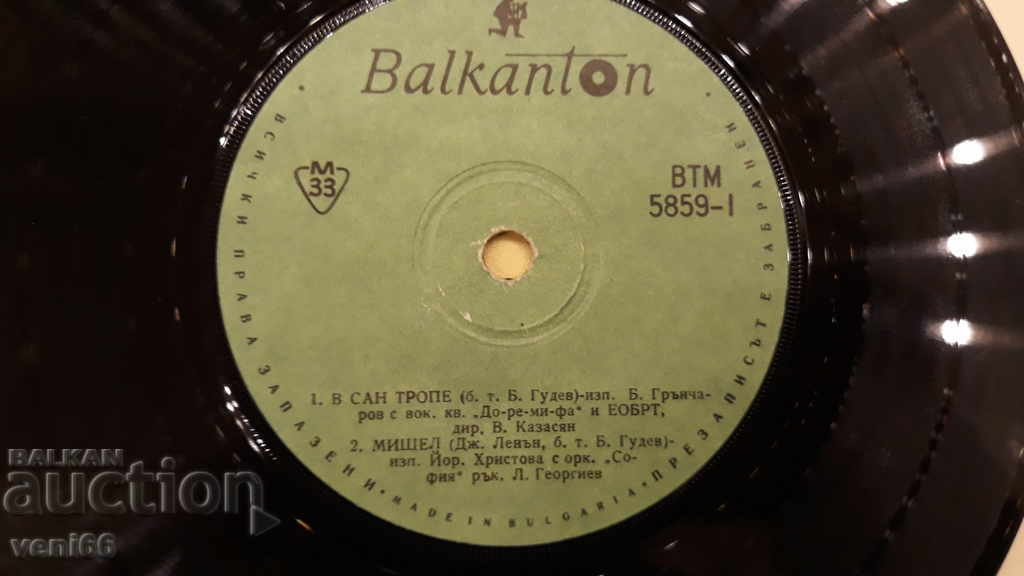 Balkanton
М
33
ВТМ
5859-I
1. В САН ТРОПЕ (б. т. Б. Гудев)-изп. Б. Грънча-
ров с вок. кв. „До-ре-ми-фа" и ЕОБРТ,
дир. В. Казасян
2. МИШЕЛ (Дж. Ленън, б. т. Б. Гудев)-
изп. Йор. Христова с орк. „Со-
фия" рък. Л. Георгиев
• ВСИЧКИ ПРАВА ЗАПАЗЕНИ • MADE IN BULGARIA • ПРЕЗАПИСЪТ Е ЗАБРАНЕН •
BALKAN
auction
veni66